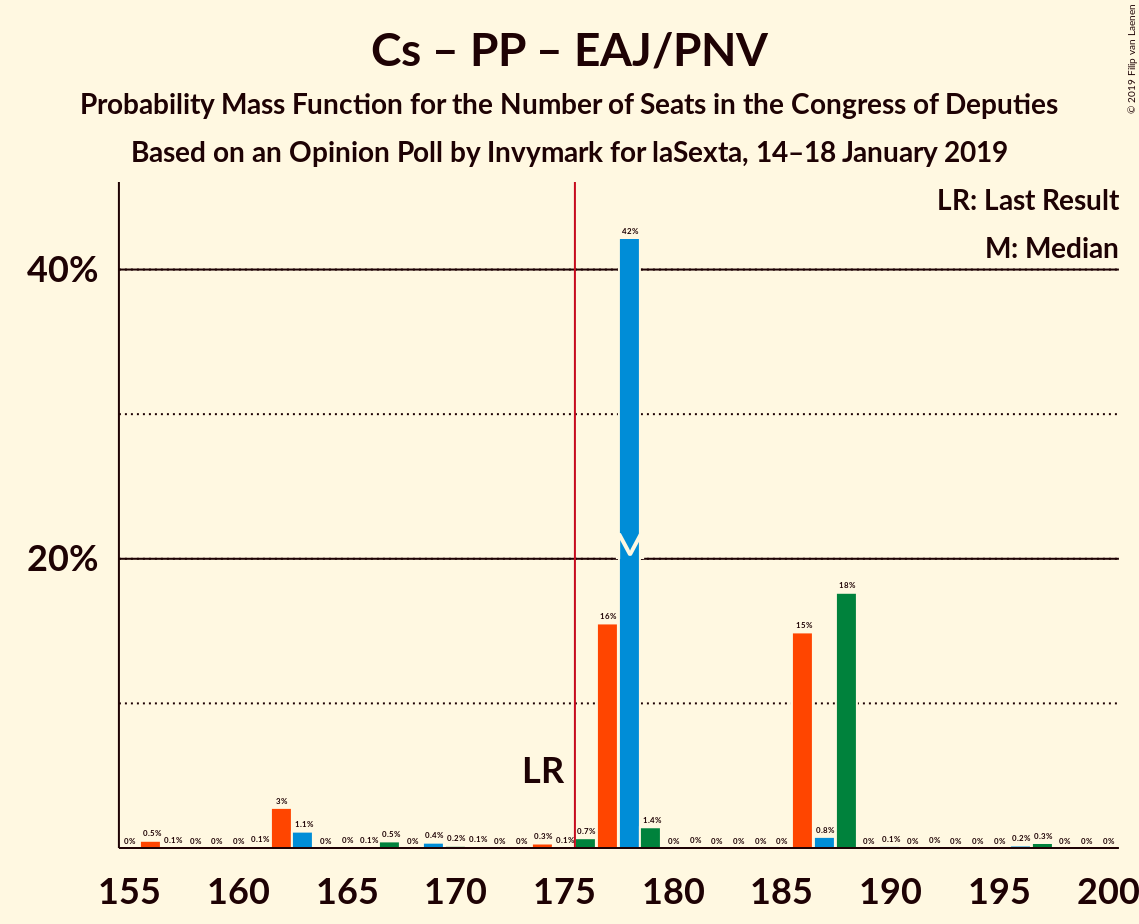 Cs – PP – EAJ/PNV
Probability Mass Function for the Number of Seats in the Congress of Deputies
Based on an Opinion Poll by Invymark for laSexta, 14–18 January 2019
© 2019 Filip van Laenen
LR: Last Result
M: Median
40%
20%
LR
M
0% 0.5% 0.1% 0% 0% 0% 0.1% 3% 1.1% 0% 0% 0.1% 0.5% 0% 0.4% 0.2% 0.1% 0% 0% 0.3% 0.1% 0.7% 16% 42% 1.4% 0% 0% 0% 0% 0% 0% 15% 0.8% 18% 0% 0.1% 0% 0% 0% 0% 0% 0.2% 0.3% 0% 0% 0%
155 160 165 170 175 180 185 190 195 200